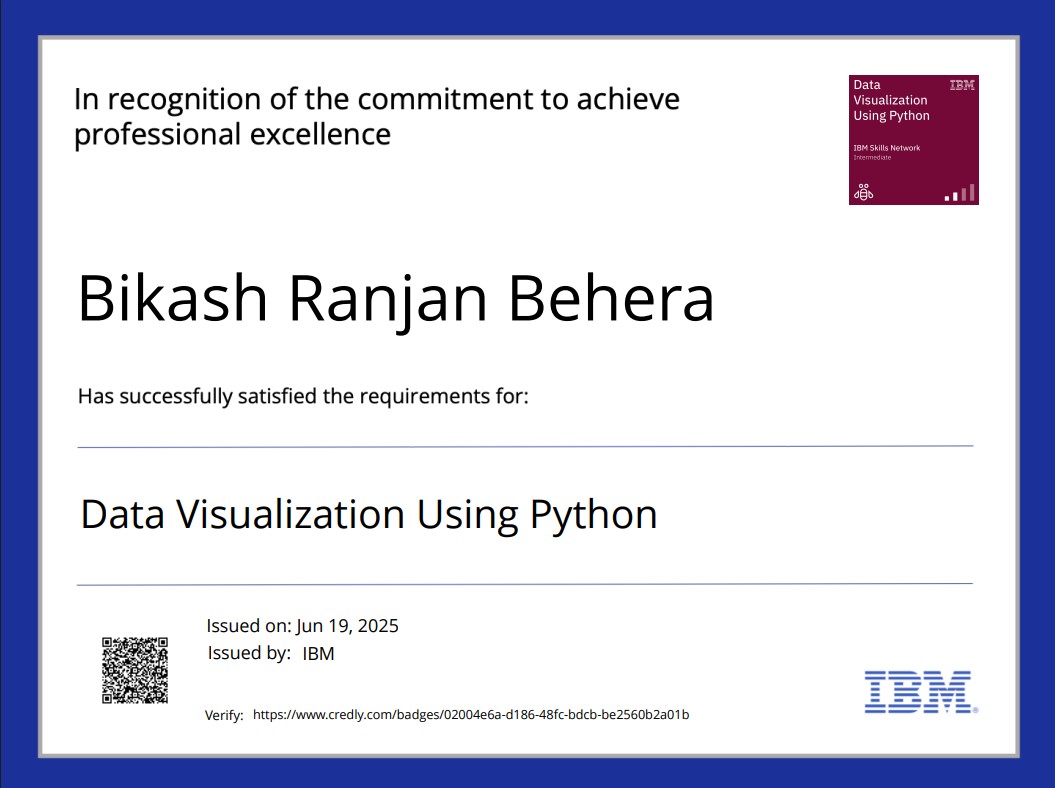 In recognition of the commitment to achieve
professional excellence
Data
Visualization
Using Python
IBM
IBM Skills Network
Intermediate
Bikash Ranjan Behera
Has successfully satisfied the requirements for:
Data Visualization Using Python
Issued on: Jun 19, 2025
Issued by: IBM
Verify: https://www.credly.com/badges/02004e6a-d186-48fc-bdcb-be2560b2a01b
IBM®